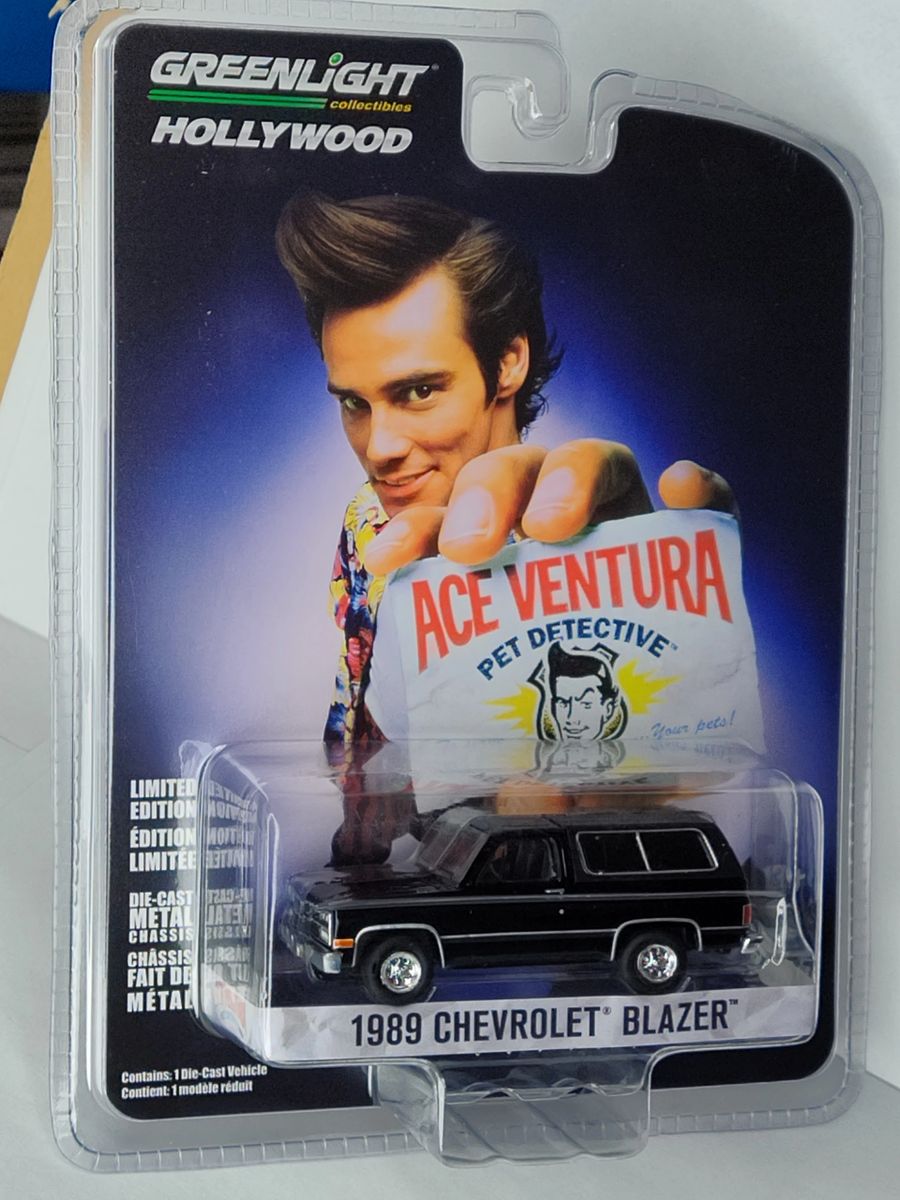 GREENLiGHT®
collectibles
HOLLYWOOD
ACE VENTURA
PET DETECTIVE™
...Your pets!
LIMITED
EDITION
ÉDITION
LIMITÉE
DIE-CAST
METAL
CHASSIS
CHÂSSIS
FAIT DE
MÉTAL
1989 CHEVROLET® BLAZER™
Contains: 1 Die-Cast Vehicle
Contient: 1 modèle réduit